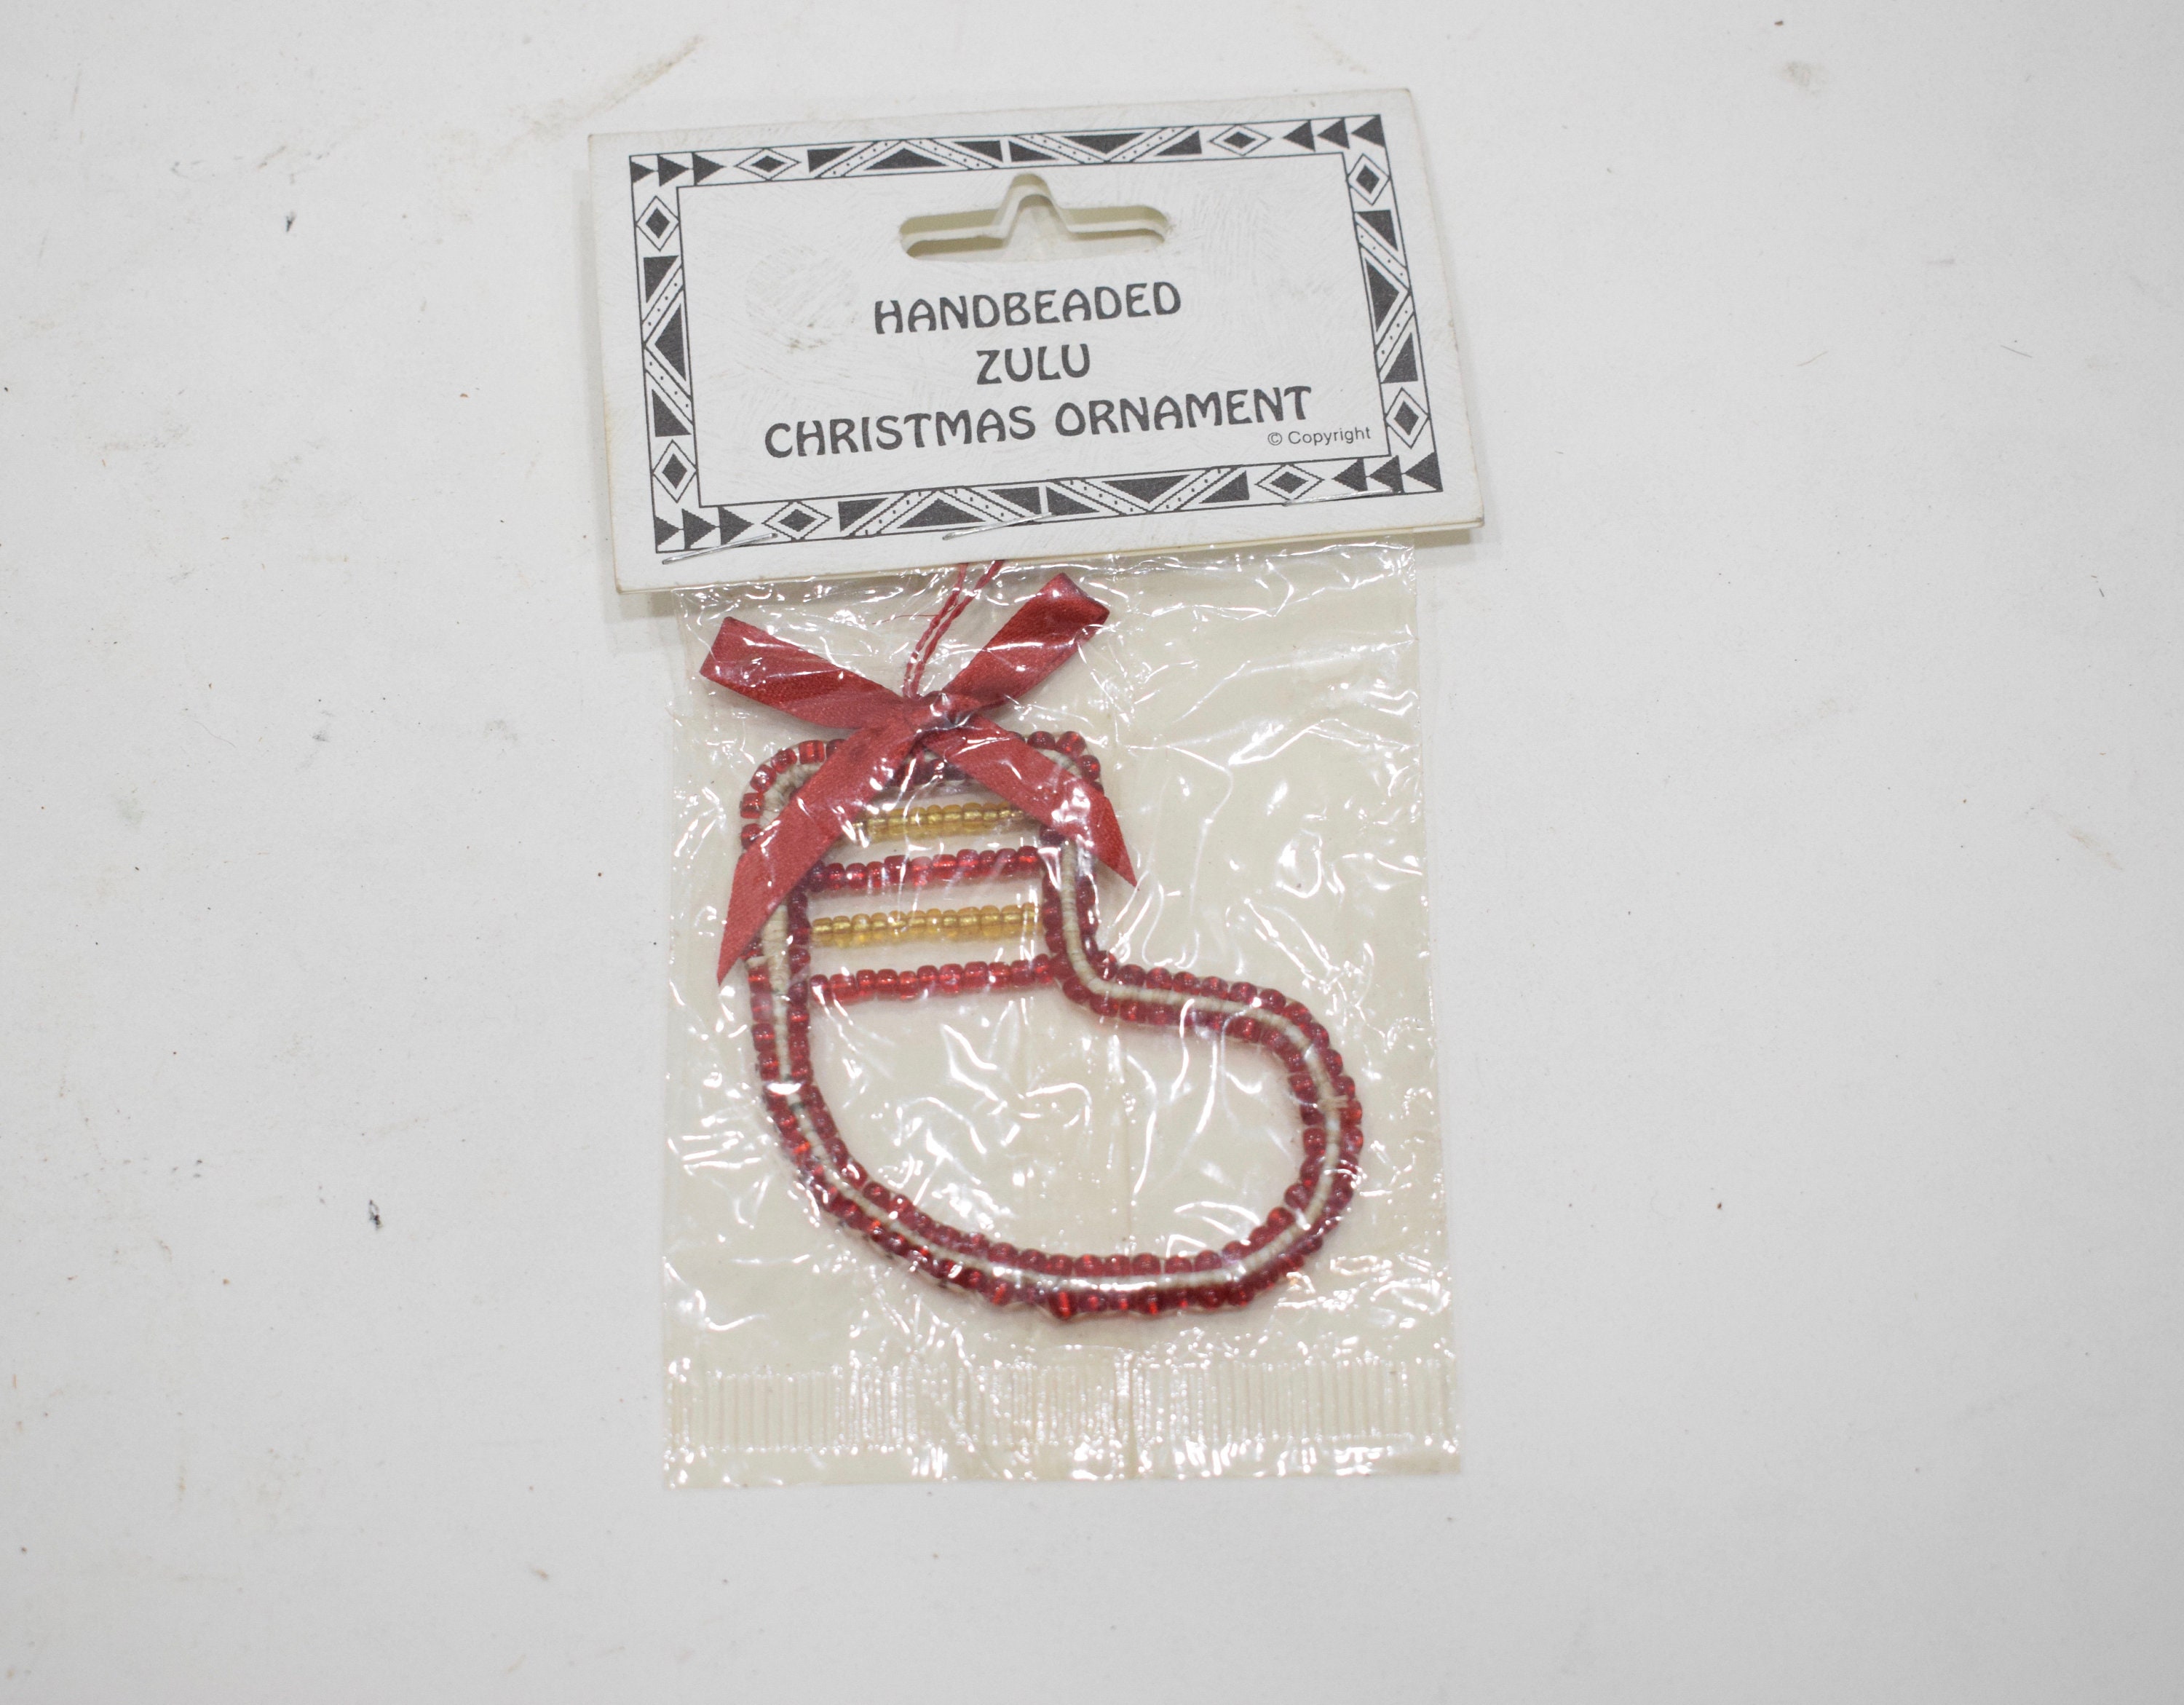 HANDBEADED
ZULU
CHRISTMAS ORNAMENT
© Copyright